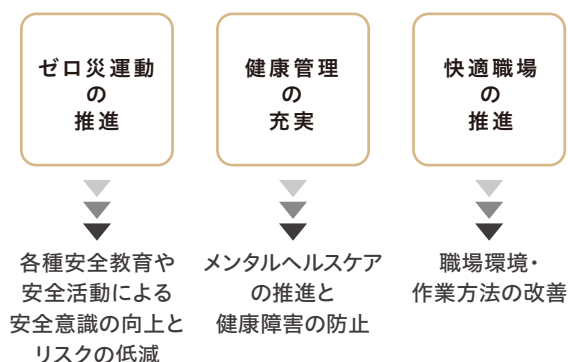 ゼロ災運動
の
推進
健康管理
の
充実
快適職場
の
推進
各種安全教育や
安全活動による
安全意識の向上と
リスクの低減
メンタルヘルスケア
の推進と
健康障害の防止
職場環境・
作業方法の改善